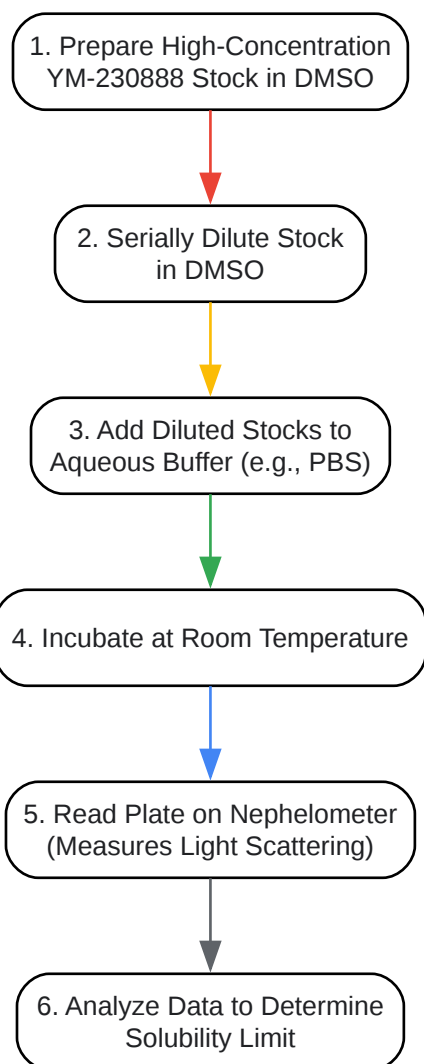 1. Prepare High-Concentration
YM-230888 Stock in DMSO
2. Serially Dilute Stock
in DMSO
3. Add Diluted Stocks to
Aqueous Buffer (e.g., PBS)
4. Incubate at Room Temperature
5. Read Plate on Nephelometer
(Measures Light Scattering)
6. Analyze Data to Determine
Solubility Limit